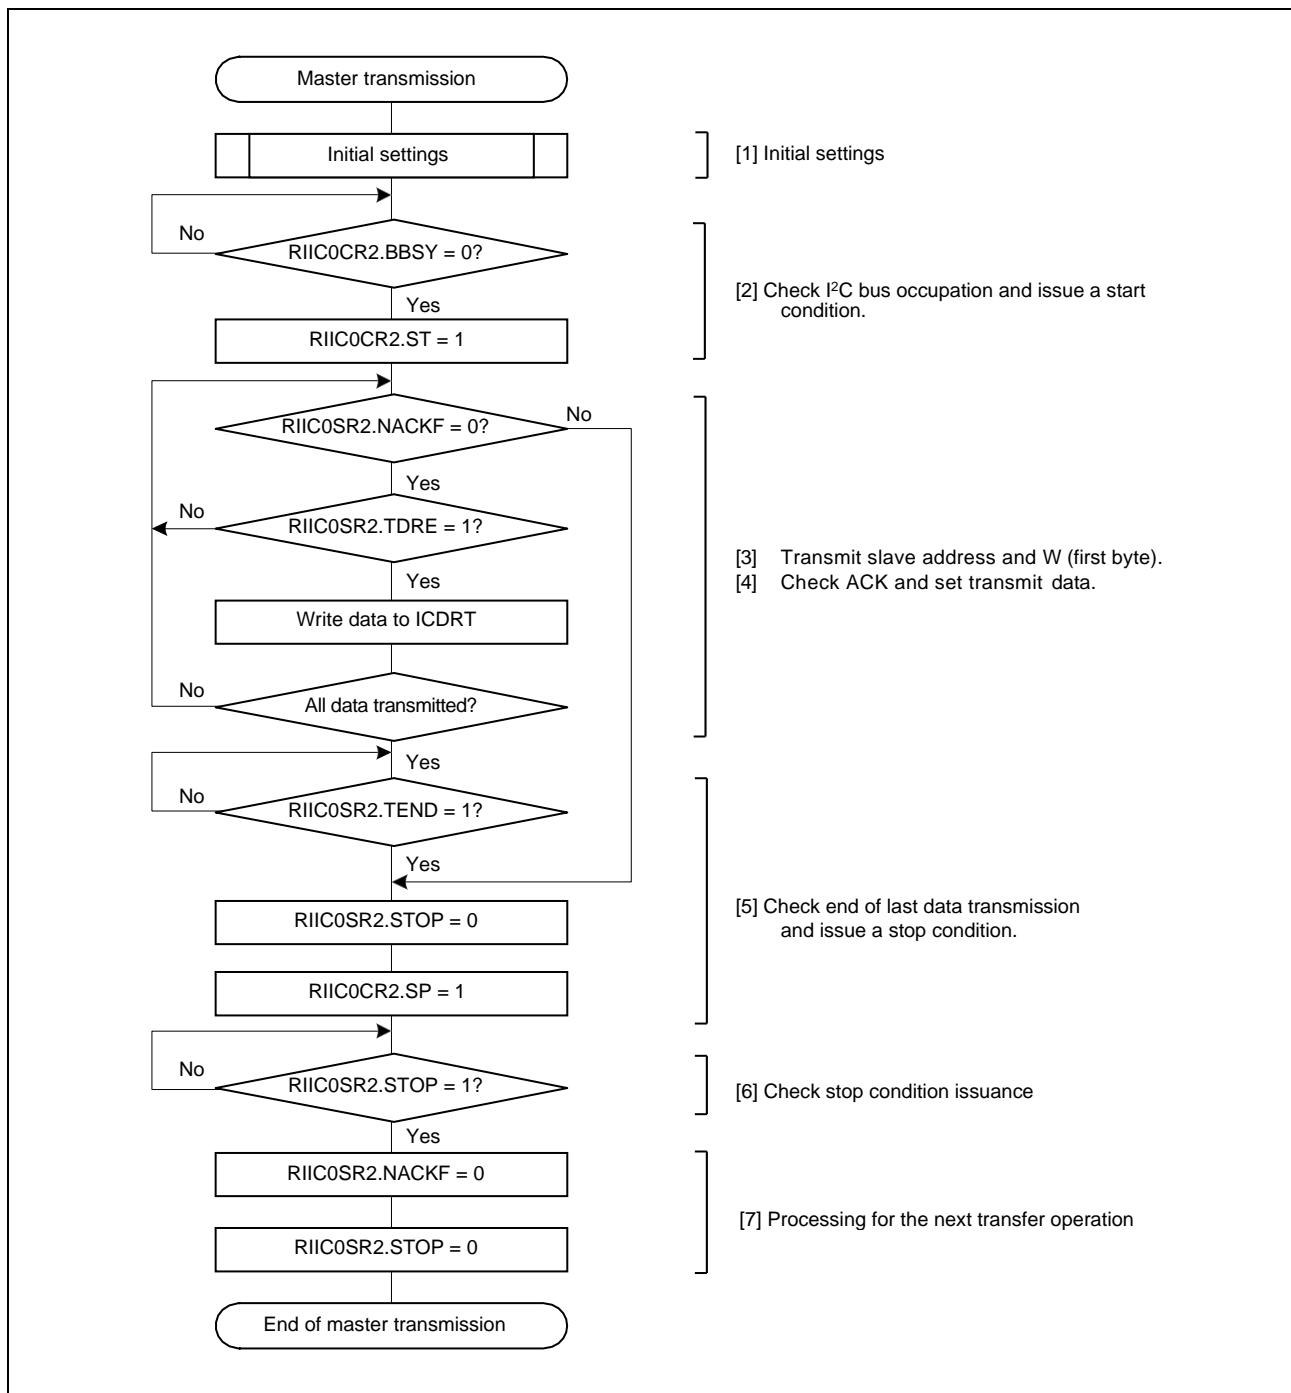 Master transmission
Initial settings
[1] Initial settings
No
RIIC0CR2.BBSY = 0?
Yes
[2] Check I²C bus occupation and issue a start
condition.
RIIC0CR2.ST = 1
RIIC0SR2.NACKF = 0?
No
Yes
No
RIIC0SR2.TDRE = 1?
Yes
[3] Transmit slave address and W (first byte).
[4] Check ACK and set transmit data.
Write data to ICDRT
No
All data transmitted?
Yes
No
RIIC0SR2.TEND = 1?
Yes
RIIC0SR2.STOP = 0
[5] Check end of last data transmission
and issue a stop condition.
RIIC0CR2.SP = 1
No
RIIC0SR2.STOP = 1?
[6] Check stop condition issuance
Yes
RIIC0SR2.NACKF = 0
[7] Processing for the next transfer operation
RIIC0SR2.STOP = 0
End of master transmission